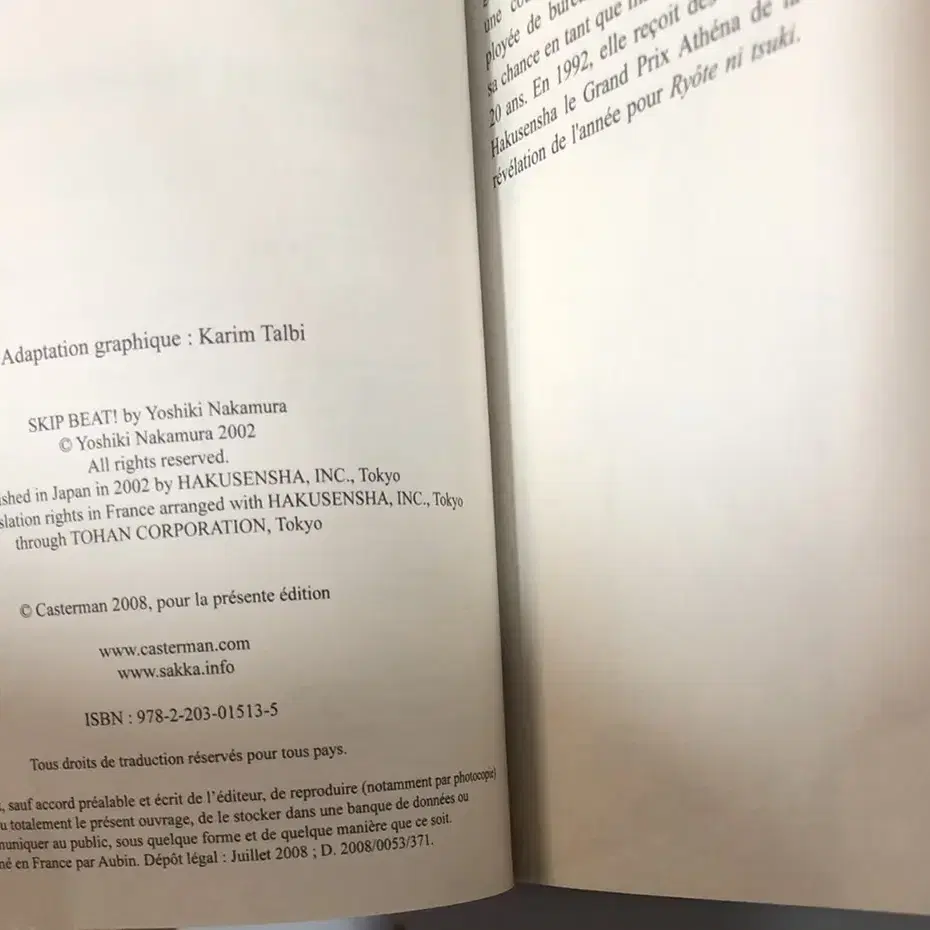 Adaptation graphique : Karim Talbi
SKIP BEAT! by Yoshiki Nakamura
© Yoshiki Nakamura 2002
All rights reserved.
in Japan in 2002 by HAKUSENSHA, INC., Tokyo
rights in France arranged with HAKUSENSHA, INC., Tokyo
through TOHAN CORPORATION, Tokyo
© Casterman 2008, pour la présente édition
www.casterman.com
www.sakka.info
ISBN : 978-2-203-01513-5
Tous droits de traduction réservés pour tous pays.
, sauf accord préalable et écrit de l'éditeur, de reproduire (notamment par photocopie)
totalement le présent ouvrage, de le stocker dans une banque de données ou
au public, sous quelque forme et de quelque manière que ce soit.
en France par Aubin. Dépôt légal : Juillet 2008 ; D. 2008/0053/371.
une
ployée de
sa chance en tant que
20 ans. En 1992, elle reçoit
Hakusensha le Grand Prix Athéna de
révélation de l'année pour Ryôte ni tsuki.